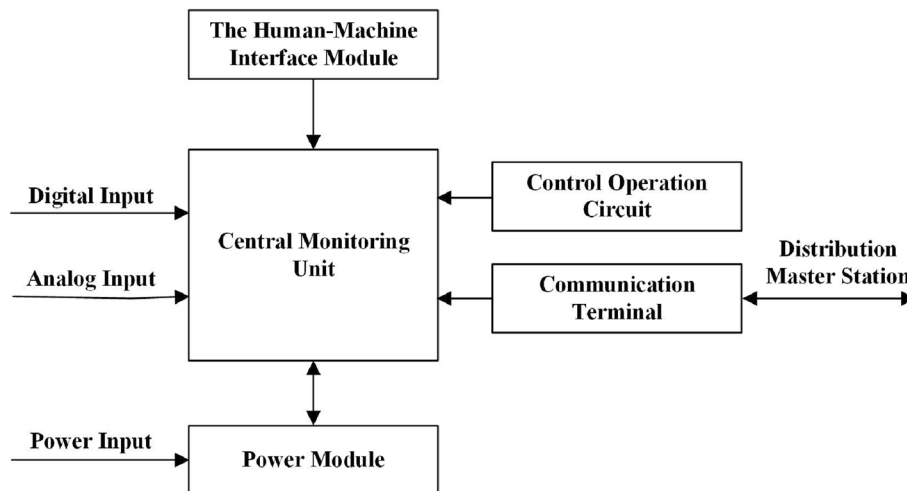 The Human-Machine
Interface Module
Digital Input
Analog Input
Central Monitoring
Unit
Control Operation
Circuit
Communication
Terminal
Distribution
Master Station
Power Input
Power Module